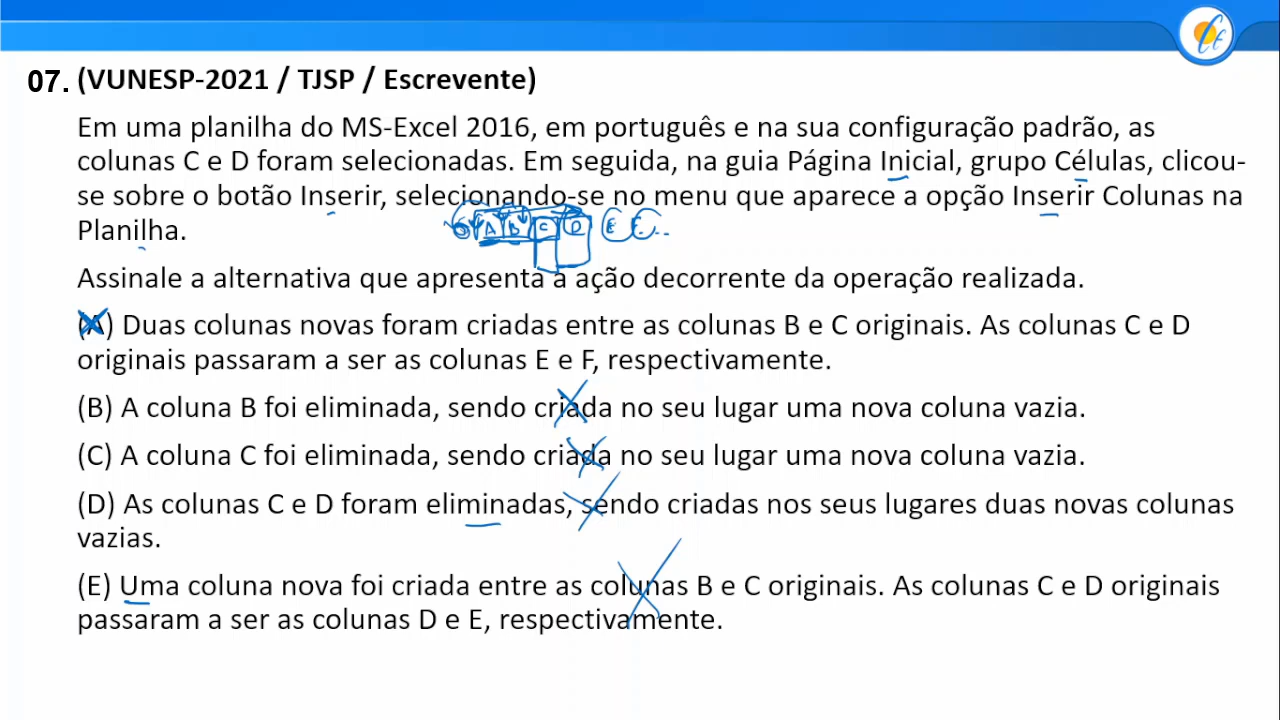 07. (VUNESP-2021 / TJSP / Escrevente)
Em uma planilha do MS-Excel 2016, em português e na sua configuração padrão, as
colunas C e D foram selecionadas. Em seguida, na guia Página Inicial, grupo Células, clicou-
se sobre o botão Inserir, selecionando-se no menu que aparece a opção Inserir Colunas na
Planilha.
A B C D E
Assinale a alternativa que apresenta a ação decorrente da operação realizada.
(A) Duas colunas novas foram criadas entre as colunas B e C originais. As colunas C e D
originais passaram a ser as colunas E e F, respectivamente.
(B) A coluna B foi eliminada, sendo criada no seu lugar uma nova coluna vazia.
(C) A coluna C foi eliminada, sendo criada no seu lugar uma nova coluna vazia.
(D) As colunas C e D foram eliminadas, sendo criadas nos seus lugares duas novas colunas
vazias.
(E) Uma coluna nova foi criada entre as colunas B e C originais. As colunas C e D originais
passaram a ser as colunas D e E, respectivamente.